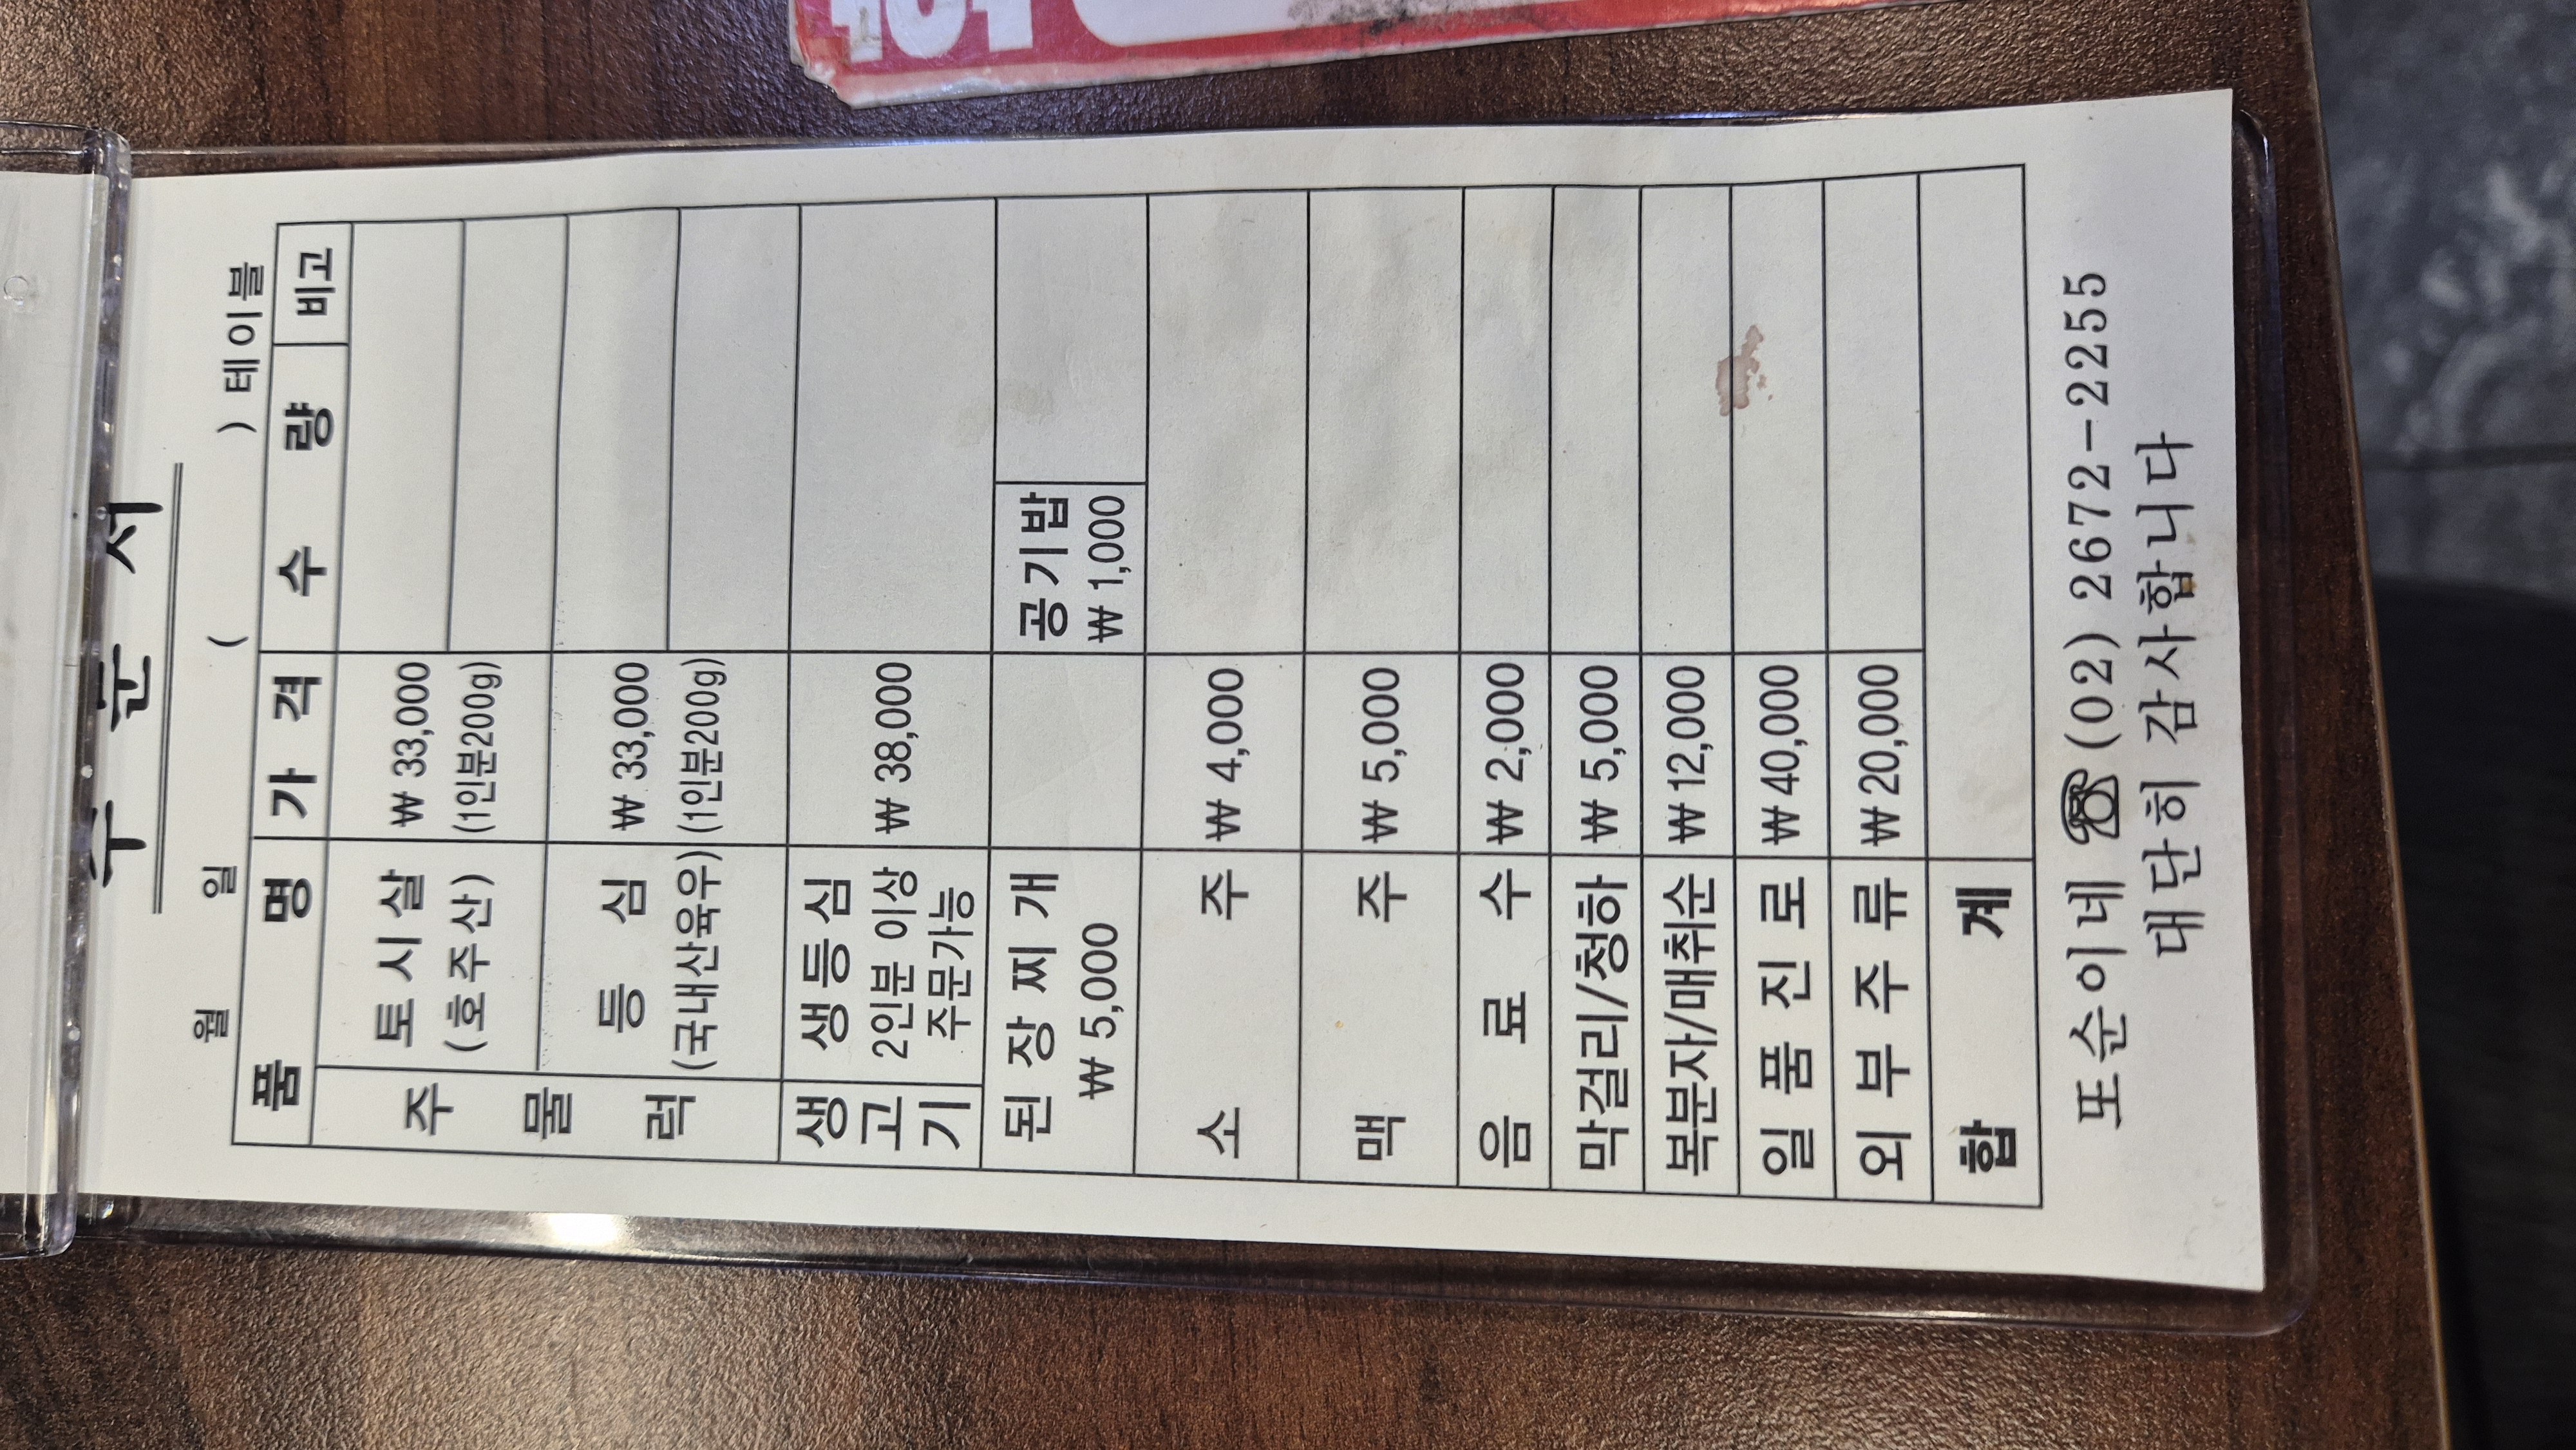 주 문 서
월 일 ( ) 테이블
품 명 가 격 수 량 비고
주 물 럭
토시살 ₩ 33,000
(호주산) (1인분200g)
등 심 ₩ 33,000
(국내산육우) (1인분200g)
생고기
생등심 ₩ 38,000
2인분 이상
주문가능
된장찌개 공기밥
₩ 5,000 ₩ 1,000
소 주 ₩ 4,000
맥 주 ₩ 5,000
음 료 수 ₩ 2,000
막걸리/청하 ₩ 5,000
복분자/매취순 ₩ 12,000
일 품 진 로 ₩ 40,000
외 부 주 류 ₩ 20,000
합 계
또순이네 ☎ (02) 2672-2255
대단히 감사합니다